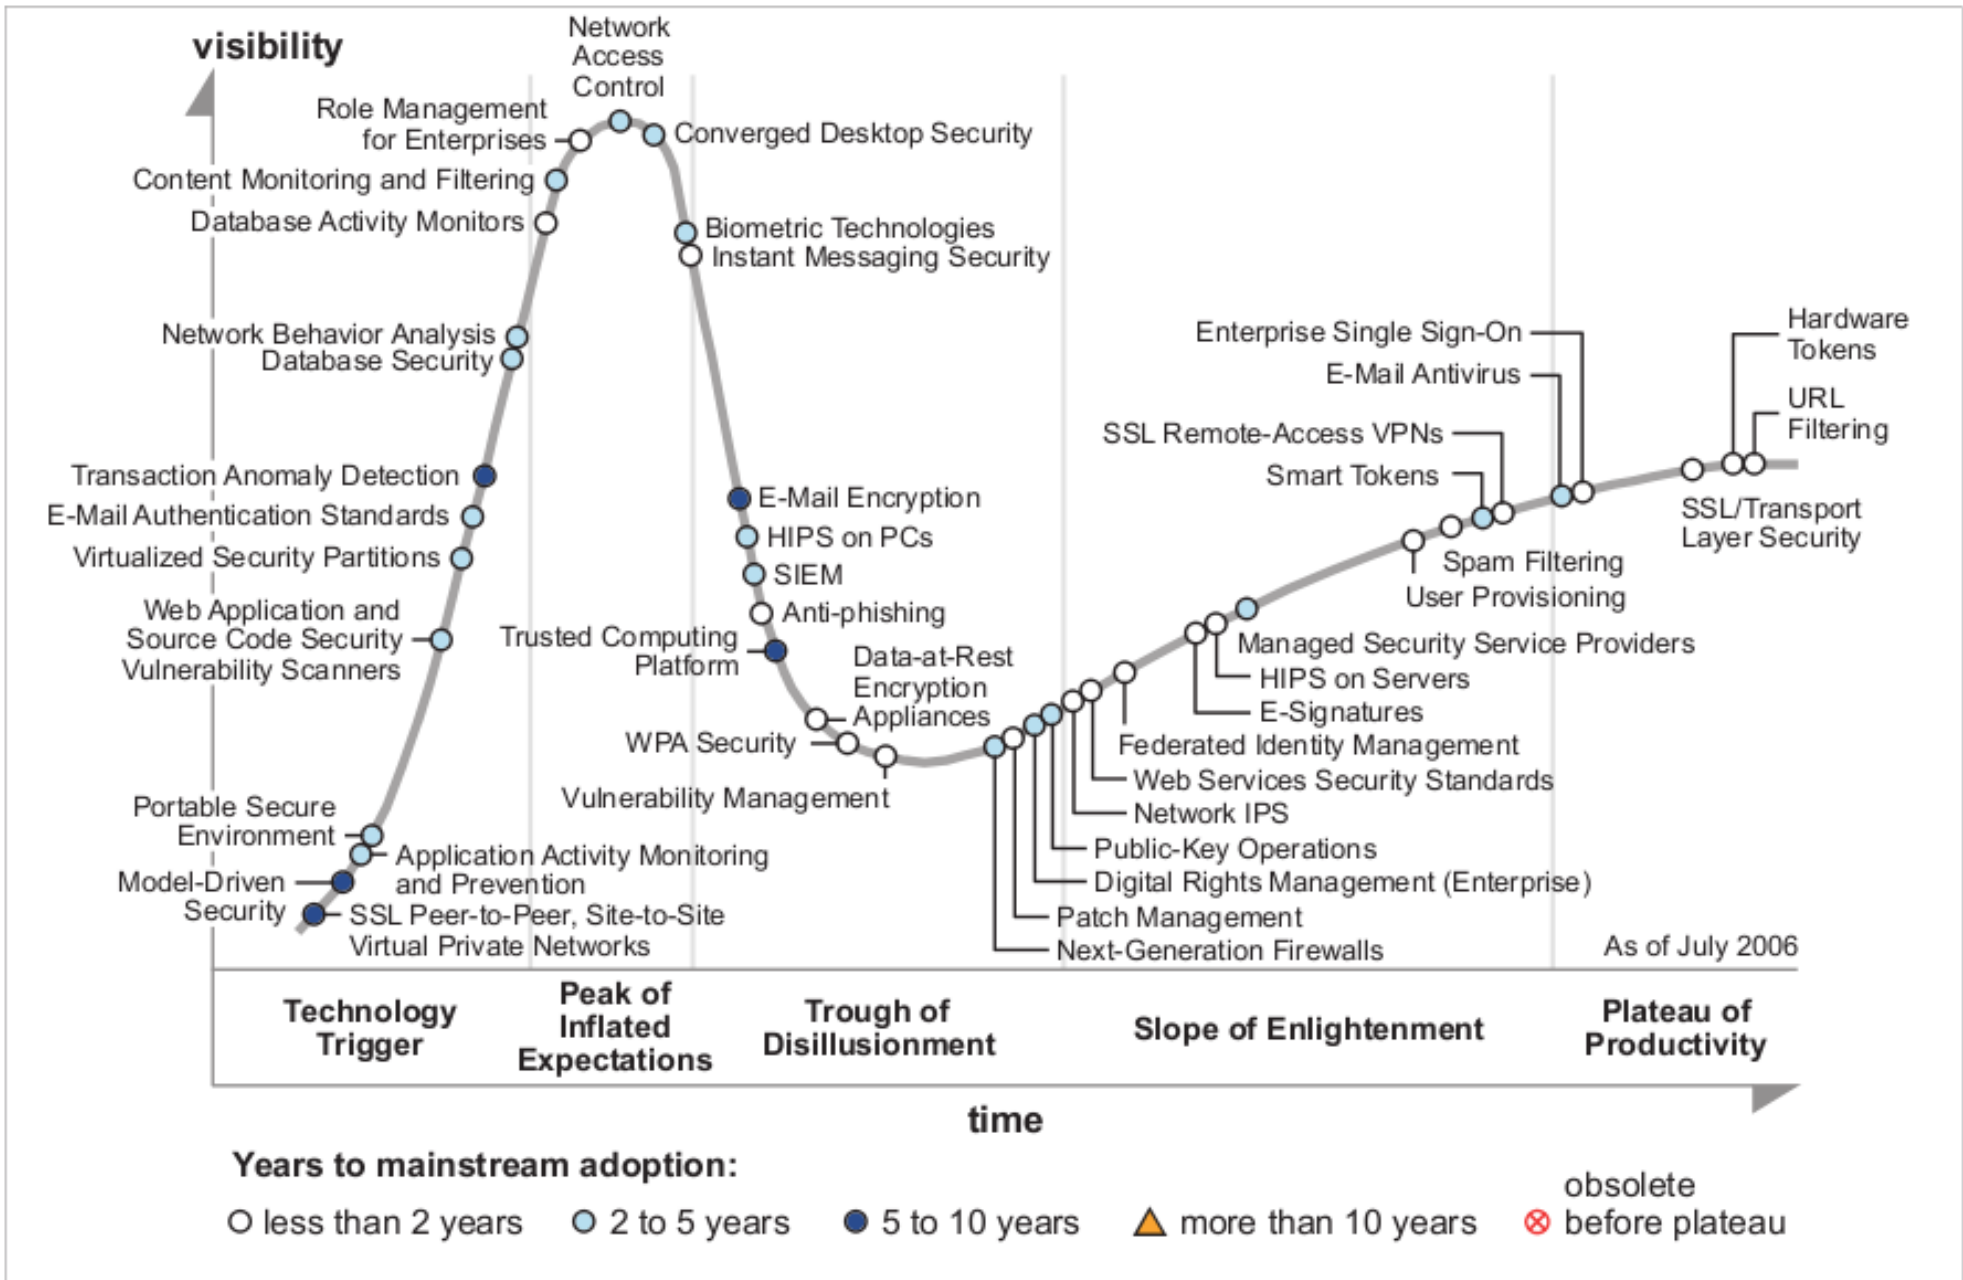 visibility
Network
Access
Control
Role Management
for Enterprises
Converged Desktop Security
Content Monitoring and Filtering
Database Activity Monitors
Biometric Technologies
Instant Messaging Security
Network Behavior Analysis
Database Security
Transaction Anomaly Detection
E-Mail Authentication Standards
Virtualized Security Partitions
Web Application and
Source Code Security
Vulnerability Scanners
Portable Secure
Environment
Application Activity Monitoring
and Prevention
Model-Driven
Security
SSL Peer-to-Peer, Site-to-Site
Virtual Private Networks
E-Mail Encryption
HIPS on PCs
SIEM
Anti-phishing
Trusted Computing
Platform
Data-at-Rest
Encryption
Appliances
WPA Security
Vulnerability Management
Enterprise Single Sign-On
E-Mail Antivirus
SSL Remote-Access VPNs
Smart Tokens
Hardware
Tokens
URL
Filtering
SSL/Transport
Layer Security
Spam Filtering
User Provisioning
Managed Security Service Providers
HIPS on Servers
E-Signatures
Federated Identity Management
Web Services Security Standards
Network IPS
Public-Key Operations
Digital Rights Management (Enterprise)
Patch Management
Next-Generation Firewalls
As of July 2006
Technology
Trigger
Peak of
Inflated
Expectations
Trough of
Disillusionment
Slope of Enlightenment
Plateau of
Productivity
time
Years to mainstream adoption:
less than 2 years
2 to 5 years
5 to 10 years
more than 10 years
obsolete
before plateau